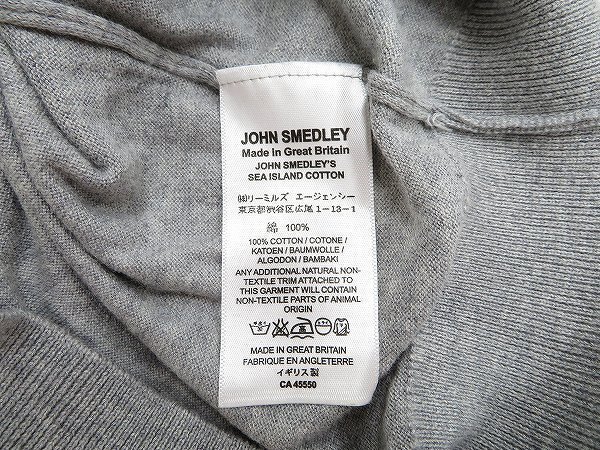 JOHN SMEDLEY
Made In Great Britain
JOHN SMEDLEY'S
SEA ISLAND COTTON
㈱リーミルズ エージェンシー
東京都渋谷区広尾1-13-1
綿 100%
100% COTTON / COTONE /
KATOEN / BAUMWOLLE /
ALGODON / BAMBAKI
ANY ADDITIONAL NATURAL NON-
TEXTILE TRIM ATTACHED TO
THIS GARMENT WILL CONTAIN
NON-TEXTILE PARTS OF ANIMAL
ORIGIN
MADE IN GREAT BRITAIN
FABRIQUE EN ANGLETERRE
イギリス製
CA 45550